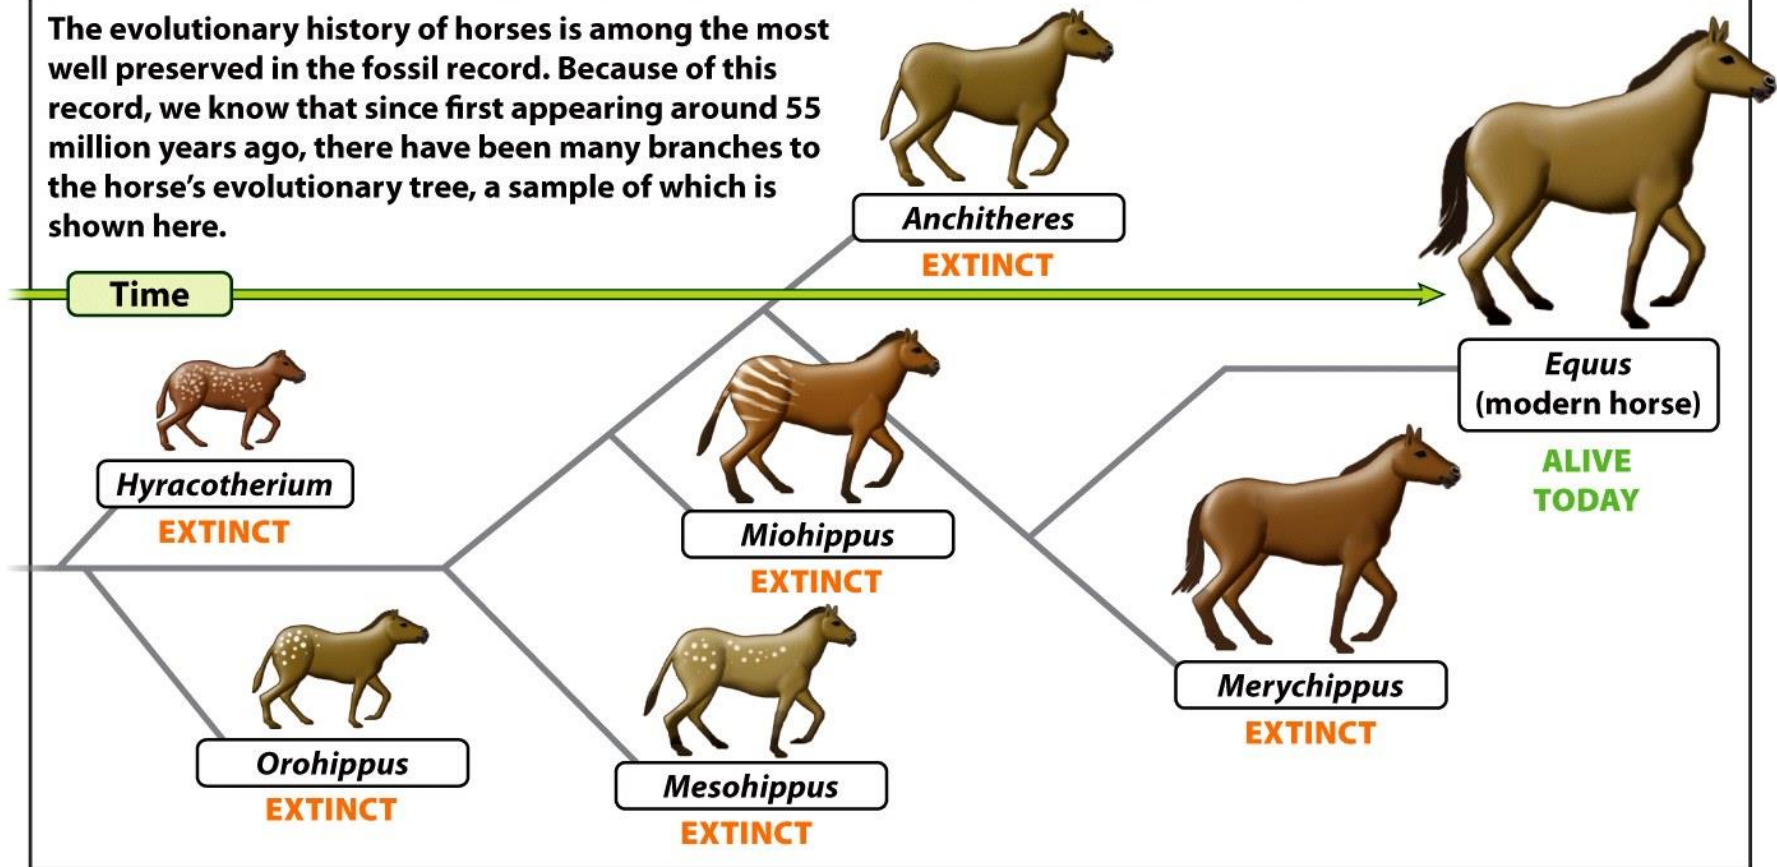 The evolutionary history of horses is among the most
well preserved in the fossil record. Because of this
record, we know that since first appearing around 55
million years ago, there have been many branches to
the horse’s evolutionary tree, a sample of which is
shown here.
Anchitheres
EXTINCT
Time
Equus
(modern horse)
ALIVE
TODAY
Hyracotherium
EXTINCT
Miohippus
EXTINCT
Merychippus
EXTINCT
Orohippus
EXTINCT
Mesohippus
EXTINCT